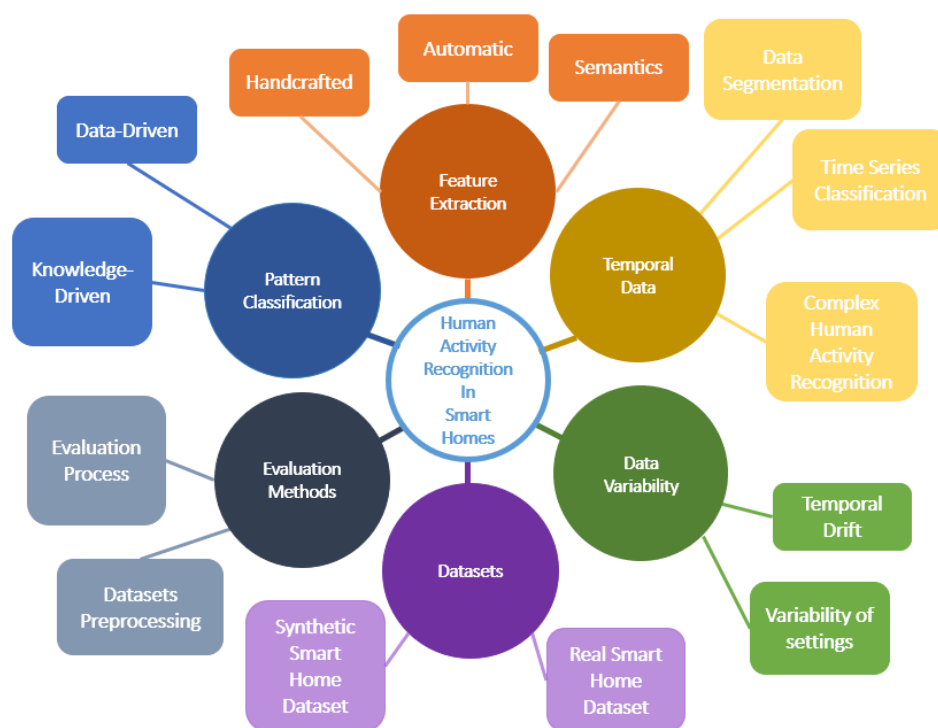 Automatic
Handcrafted
Semantics
Data
Segmentation
Data-Driven
Feature
Extraction
Time Series
Classification
Knowledge-
Driven
Pattern
Classification
Temporal
Data
Human
Activity
Recognition
In
Smart
Homes
Complex
Human
Activity
Recognition
Evaluation
Process
Evaluation
Methods
Data
Variability
Temporal
Drift
Datasets
Datasets
Preprocessing
Synthetic
Smart
Home
Dataset
Real Smart
Home
Dataset
Variability of
settings